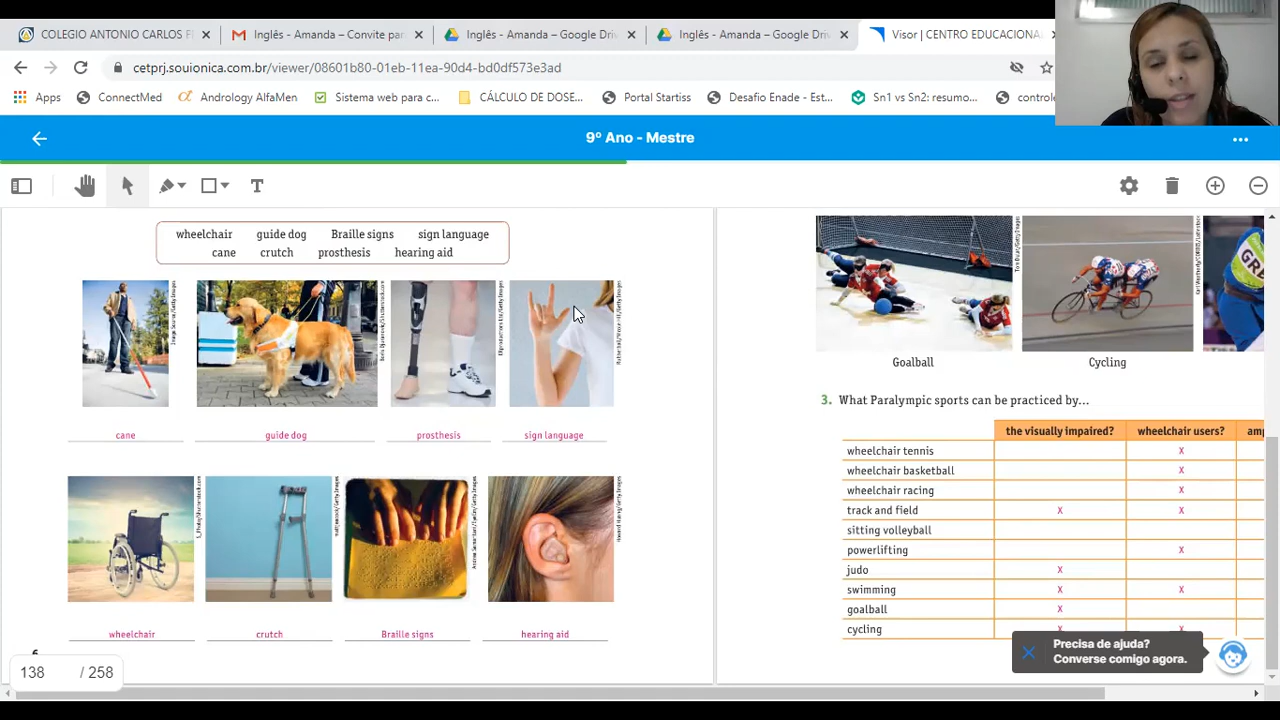 COLEGIO ANTONIO CARLOS F
Inglês - Amanda – Convite par
Inglês - Amanda – Google Driv
Inglês - Amanda – Google Driv
Visor | CENTRO EDUCACIONAL
cetprj.souionica.com.br/viewer/08601b80-01eb-11ea-90d4-bd0df573e3ad
Apps
ConnectMed
Andrology AlfaMen
Sistema web para c...
CÁLCULO DE DOSE...
Portal Startiss
Desafio Enade - Est...
Sn1 vs Sn2: resumo...
controle
9º Ano - Mestre
wheelchair guide dog Braille signs sign language
cane crutch prosthesis hearing aid
cane
guide dog
prosthesis
sign language
wheelchair
crutch
Braille signs
hearing aid
138 / 258
GRE
Goalball
Cycling
3. What Paralympic sports can be practiced by...
the visually impaired? wheelchair users? amp
wheelchair tennis X
wheelchair basketball X
wheelchair racing X
track and field X X
sitting volleyball
powerlifting X
judo X
swimming X X
goalball X
cycling X X
Precisa de ajuda?
Converse comigo agora.